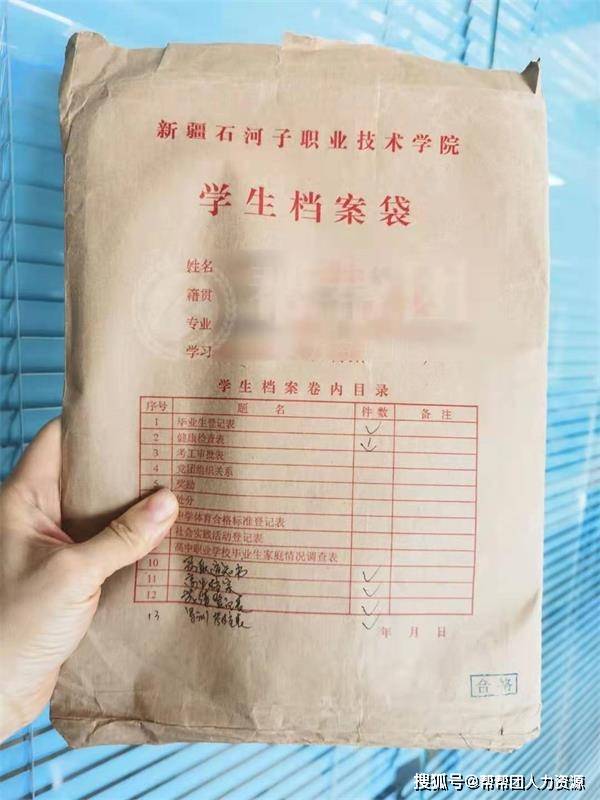 新疆石河子职业技术学院
学生档案袋
姓名
籍贯
专业
学习
学生档案卷内目录
序号 题 名 件数 备注
1 毕业生登记表 ✓
2 健康检查表
3 考工审批表
4 党团组织关系
5 奖励
处分
中学体育合格标准登记表
社会实践活动登记表
高中职业学校毕业生家庭情况调查表
10
11 ✓
12 登记表 ✓
13 ✓
年 月 日
合格
搜狐号@帮帮团人力资源